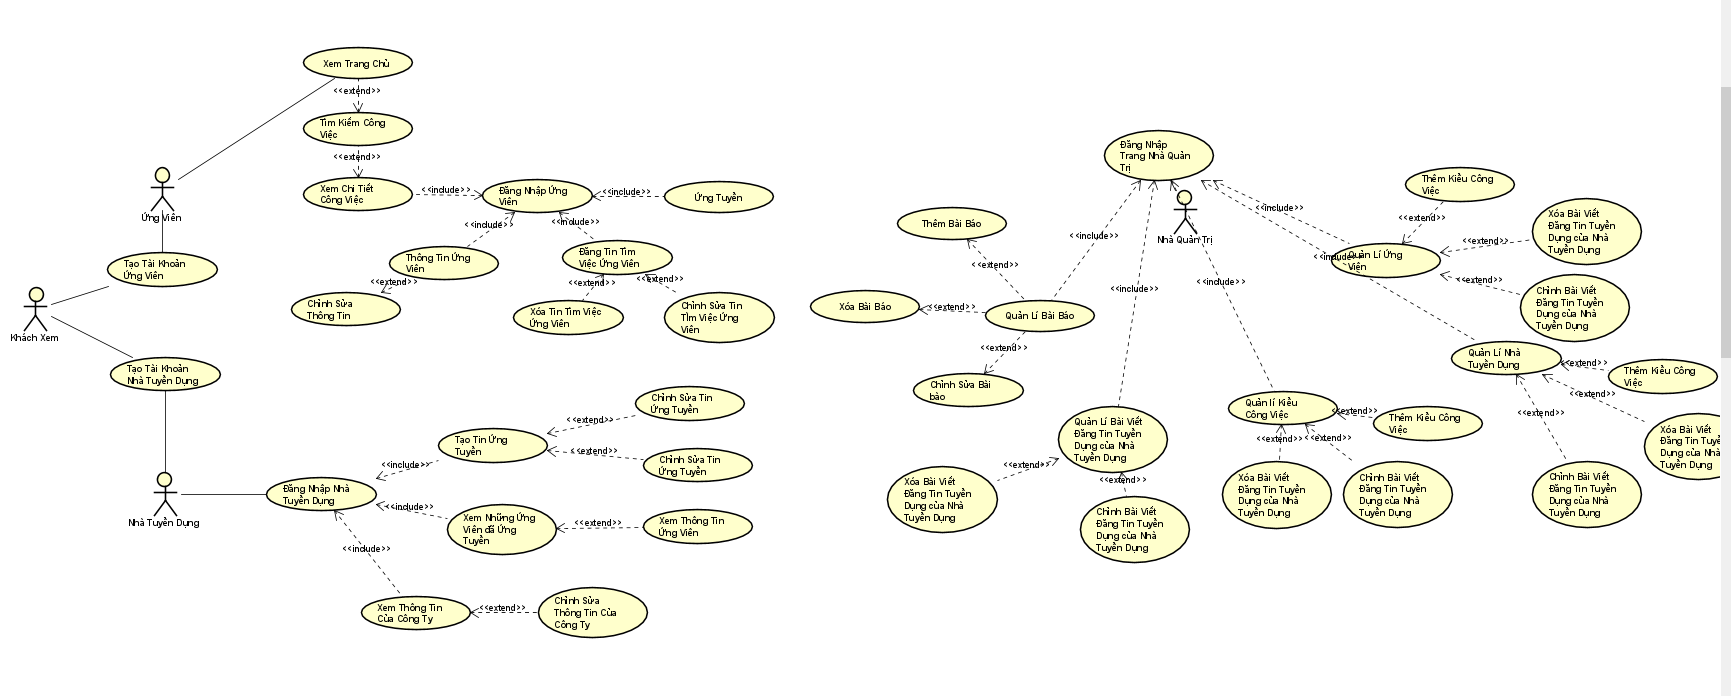 Xem Trang Chủ
<<extend>>
Tìm Kiếm Công
Việc
<<extend>>
Xem Chi Tiết
Công Việc
<<include>>
Đăng Nhập Ứng
Viên
<<include>>
Ứng Tuyển
<<include>>
<<include>>
Ứng Viên
Tạo Tài Khoản
Ứng Viên
Thông Tin Ứng
Viên
Đăng Tin Tìm
Việc Ứng Viên
<<extend>>
<<extend>>
<<extend>>
Chỉnh Sửa
Thông Tin
Xóa Tin Tìm Việc
Ứng Viên
Chỉnh Sửa Tin
TÌm Việc Ứng
Viên
Khách Xem
Tạo Tài Khoản
Nhà Tuyển Dụng
Nhà Tuyển Dụng
Đăng Nhập Nhà
Tuyển Dụng
<<include>>
Tạo Tin Ứng
Tuyển
<<extend>>
Chỉnh Sửa Tin
Ứng Tuyển
<<extend>>
Chỉnh Sửa Tin
Ứng Tuyển
<<include>>
Xem Những Ứng
Viên đã Ứng
Tuyển
<<extend>>
Xem Thông Tin
Ứng Viên
<<include>>
Xem Thông Tin
Của Công Ty
<<extend>>
Chỉnh Sửa
Thông Tin Của
Công Ty
Đăng Nhập
Trang Nhà Quản
Trị
Nhà Quản Trị
<<include>>
<<include>>
<<include>>
<<include>>
<<include>>
Thêm Bài Báo
<<extend>>
Xóa Bài Báo
<<extend>>
Quản Lí Bài Báo
<<extend>>
Chỉnh Sửa Bài
báo
Quản Lí Bài Viết
Đăng Tin Tuyển
Dụng của Nhà
Tuyển Dụng
<<extend>>
Xóa Bài Viết
Đăng Tin Tuyển
Dụng của Nhà
Tuyển Dụng
<<extend>>
Chỉnh Bài Viết
Đăng Tin Tuyển
Dụng của Nhà
Tuyển Dụng
Quản lí Kiểu
Công Việc
<<extend>>
Thêm Kiểu Công
Việc
<<extend>>
<<extend>>
Xóa Bài Viết
Đăng Tin Tuyển
Dụng của Nhà
Tuyển Dụng
Chỉnh Bài Viết
Đăng Tin Tuyển
Dụng của Nhà
Tuyển Dụng
Thêm Kiểu Công
Việc
<<extend>>
Quản Lí Ứng
Viện
<<extend>>
Xóa Bài Viết
Đăng Tin Tuyển
Dụng của Nhà
Tuyển Dụng
<<extend>>
Chỉnh Bài Viết
Đăng Tin Tuyển
Dụng của Nhà
Tuyển Dụng
Quản Lí Nhà
Tuyển Dụng
<<extend>>
Thêm Kiểu Công
Việc
<<extend>>
Xóa Bài Viết
Đăng Tin Tuyể
Dụng của Nhà
Tuyển Dụng
<<extend>>
Chỉnh Bài Viết
Đăng Tin Tuyển
Dụng của Nhà
Tuyển Dụng